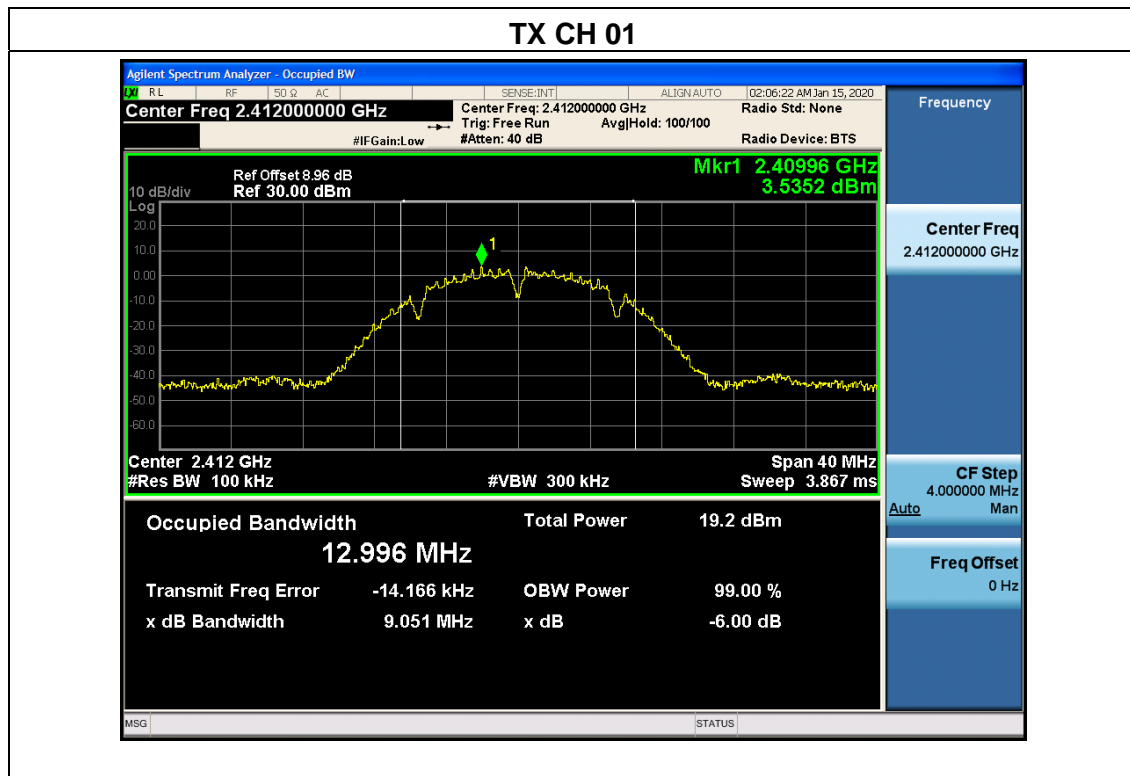 TX CH 01
Agilent Spectrum Analyzer - Occupied BW
LXI RL RF 50 Ω AC SENSE:INT ALIGN AUTO 02:06:22 AM Jan 15, 2020
Center Freq 2.412000000 GHz
Center Freq: 2.412000000 GHz Radio Std: None
Trig: Free Run Avg|Hold: 100/100
#IFGain:Low #Atten: 40 dB Radio Device: BTS
Mkr1 2.40996 GHz
3.5352 dBm
Ref Offset 8.96 dB
10 dB/div Ref 30.00 dBm
Log
20.0
10.0
1
0.00
-10.0
-20.0
-30.0
-40.0
-50.0
-60.0
Center 2.412 GHz Span 40 MHz
#Res BW 100 kHz #VBW 300 kHz Sweep 3.867 ms
Occupied Bandwidth Total Power 19.2 dBm
12.996 MHz
Transmit Freq Error -14.166 kHz OBW Power 99.00 %
x dB Bandwidth 9.051 MHz x dB -6.00 dB
MSG STATUS
Frequency
Center Freq
2.412000000 GHz
CF Step
4.000000 MHz
Auto Man
Freq Offset
0 Hz